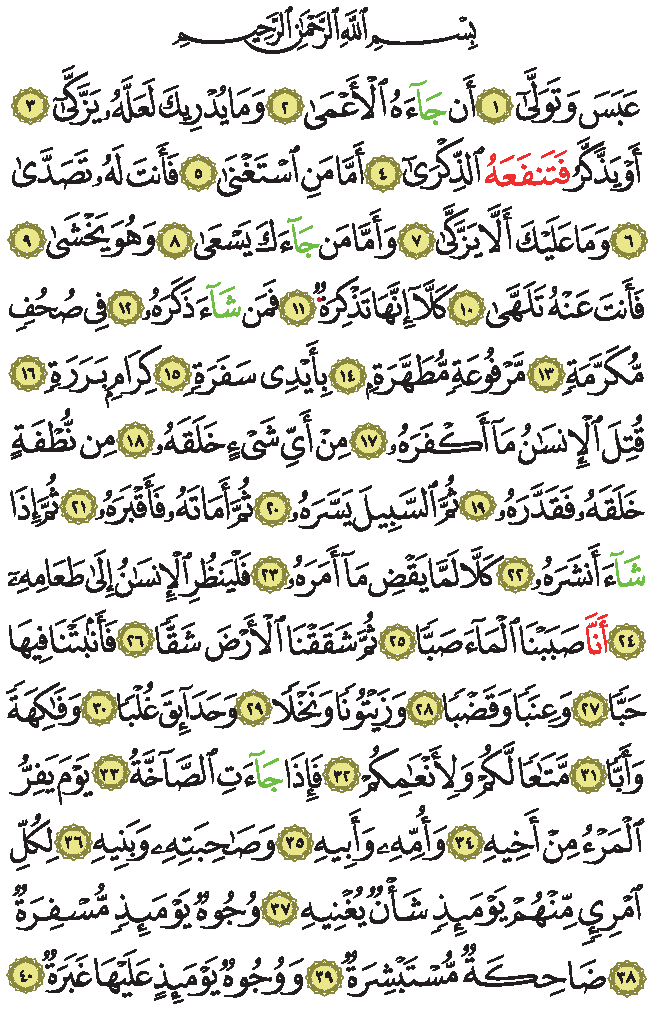 بِسْمِ ٱللَّهِ ٱلرَّحْمَـٰنِ ٱلرَّحِيمِ
عَبَسَ وَتَوَلَّىٰٓ ١ أَن جَآءَهُ ٱلْأَعْمَىٰ ٢ وَمَا يُدْرِيكَ لَعَلَّهُۥ يَزَّكَّىٰٓ ٣
أَوْ يَذَّكَّرُ فَتَنفَعَهُ ٱلذِّكْرَىٰٓ ٤ أَمَّا مَنِ ٱسْتَغْنَىٰ ٥ فَأَنتَ لَهُۥ تَصَدَّىٰ
٦ وَمَا عَلَيْكَ أَلَّا يَزَّكَّىٰ ٧ وَأَمَّا مَن جَآءَكَ يَسْعَىٰ ٨ وَهُوَ يَخْشَىٰ ٩
فَأَنتَ عَنْهُ تَلَهَّىٰ ١٠ كَلَّآ إِنَّهَا تَذْكِرَةٌ ١١ فَمَن شَآءَ ذَكَرَهُۥ ١٢ فِى صُحُفٍ
مُّكَرَّمَةٍ ١٣ مَّرْفُوعَةٍ مُّطَهَّرَةٍۭ ١٤ بِأَيْدِى سَفَرَةٍ ١٥ كِرَامٍۭ بَرَرَةٍ ١٦
قُتِلَ ٱلْإِنسَـٰنُ مَآ أَكْفَرَهُۥ ١٧ مِنْ أَىِّ شَىْءٍ خَلَقَهُۥ ١٨ مِن نُّطْفَةٍ
خَلَقَهُۥ فَقَدَّرَهُۥ ١٩ ثُمَّ ٱلسَّبِيلَ يَسَّرَهُۥ ٢٠ ثُمَّ أَمَاتَهُۥ فَأَقْبَرَهُۥ ٢١ ثُمَّ إِذَا
شَآءَ أَنشَرَهُۥ ٢٢ كَلَّا لَمَّا يَقْضِ مَآ أَمَرَهُۥ ٢٣ فَلْيَنظُرِ ٱلْإِنسَـٰنُ إِلَىٰ طَعَامِهِۦٓ
٢٤ أَنَّا صَبَبْنَا ٱلْمَآءَ صَبًّا ٢٥ ثُمَّ شَقَقْنَا ٱلْأَرْضَ شَقًّا ٢٦ فَأَنۢبَتْنَا فِيهَا
حَبًّا ٢٧ وَعِنَبًا وَقَضْبًا ٢٨ وَزَيْتُونًا وَنَخْلًا ٢٩ وَحَدَآئِقَ غُلْبًا ٣٠ وَفَـٰكِهَةً
وَأَبًّا ٣١ مَّتَـٰعًا لَّكُمْ وَلِأَنْعَـٰمِكُمْ ٣٢ فَإِذَا جَآءَتِ ٱلصَّآخَّةُ ٣٣ يَوْمَ يَفِرُّ
ٱلْمَرْءُ مِنْ أَخِيهِ ٣٤ وَأُمِّهِۦ وَأَبِيهِ ٣٥ وَصَـٰحِبَتِهِۦ وَبَنِيهِ ٣٦ لِكُلِّ
ٱمْرِئٍ مِّنْهُمْ يَوْمَئِذٍ شَأْنٌ يُغْنِيهِ ٣٧ وُجُوهٌ يَوْمَئِذٍ مُّسْفِرَةٌ
٣٨ ضَاحِكَةٌ مُّسْتَبْشِرَةٌ ٣٩ وَوُجُوهٌ يَوْمَئِذٍ عَلَيْهَا غَبَرَةٌ ٤٠